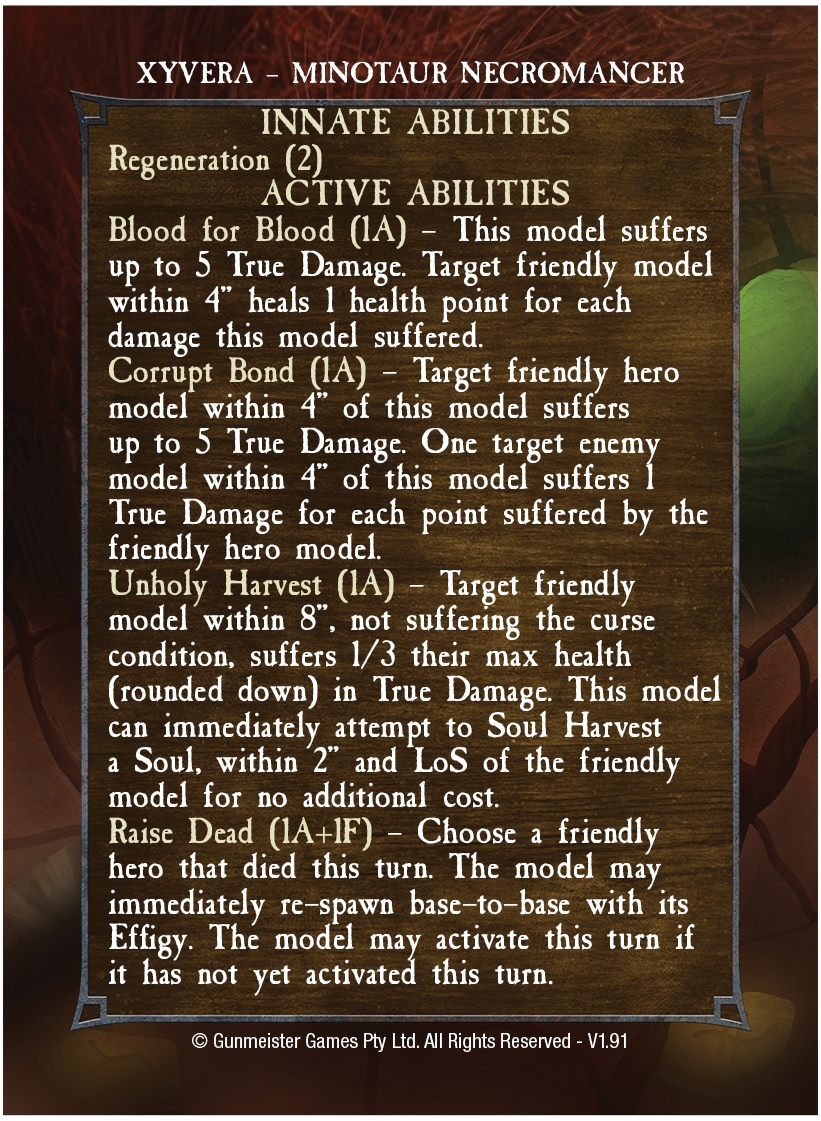 XYVERA – MINOTAUR NECROMANCER
INNATE ABILITIES
Regeneration (2)
ACTIVE ABILITIES
Blood for Blood (1A) – This model suffers
up to 5 True Damage. Target friendly model
within 4” heals 1 health point for each
damage this model suffered.
Corrupt Bond (1A) – Target friendly hero
model within 4” of this model suffers
up to 5 True Damage. One target enemy
model within 4” of this model suffers 1
True Damage for each point suffered by the
friendly hero model.
Unholy Harvest (1A) – Target friendly
model within 8”, not suffering the curse
condition, suffers 1/3 their max health
(rounded down) in True Damage. This model
can immediately attempt to Soul Harvest
a Soul, within 2” and LoS of the friendly
model for no additional cost.
Raise Dead (1A+1F) – Choose a friendly
hero that died this turn. The model may
immediately re-spawn base-to-base with its
Effigy. The model may activate this turn if
it has not yet activated this turn.
© Gunmeister Games Pty Ltd. All Rights Reserved - V1.91